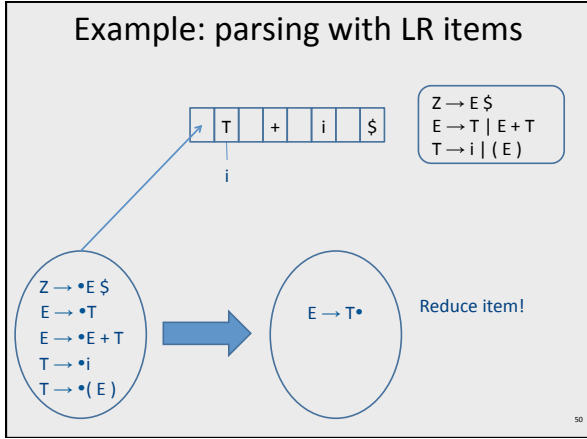 Example: parsing with LR items
T + i $
i
Z → E $
E → T | E + T
T → i | ( E )
Z → •E $
E → •T
E → •E + T
T → •i
T → •( E )
E → T•
Reduce item!
50